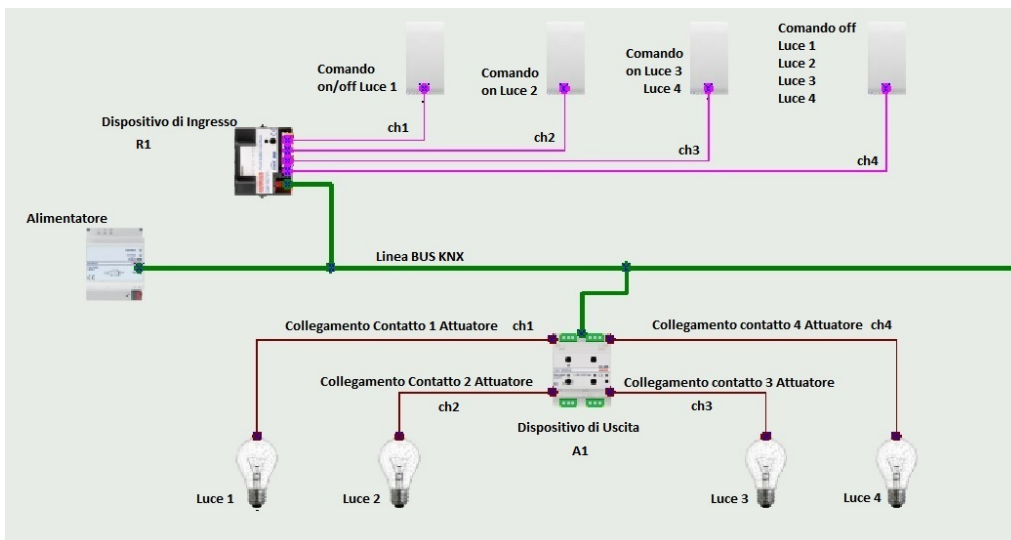 Comando
on/off Luce 1
Comando
on Luce 2
Comando
on Luce 3
Luce 4
Comando off
Luce 1
Luce 2
Luce 3
Luce 4
Dispositivo di Ingresso
R1
ch1
ch2
ch3
ch4
Alimentatore
Linea BUS KNX
Collegamento Contatto 1 Attuatore ch1
Collegamento contatto 4 Attuatore ch4
Collegamento Contatto 2 Attuatore
ch2
Collegamento contatto 3 Attuatore
ch3
Dispositivo di Uscita
A1
Luce 1
Luce 2
Luce 3
Luce 4